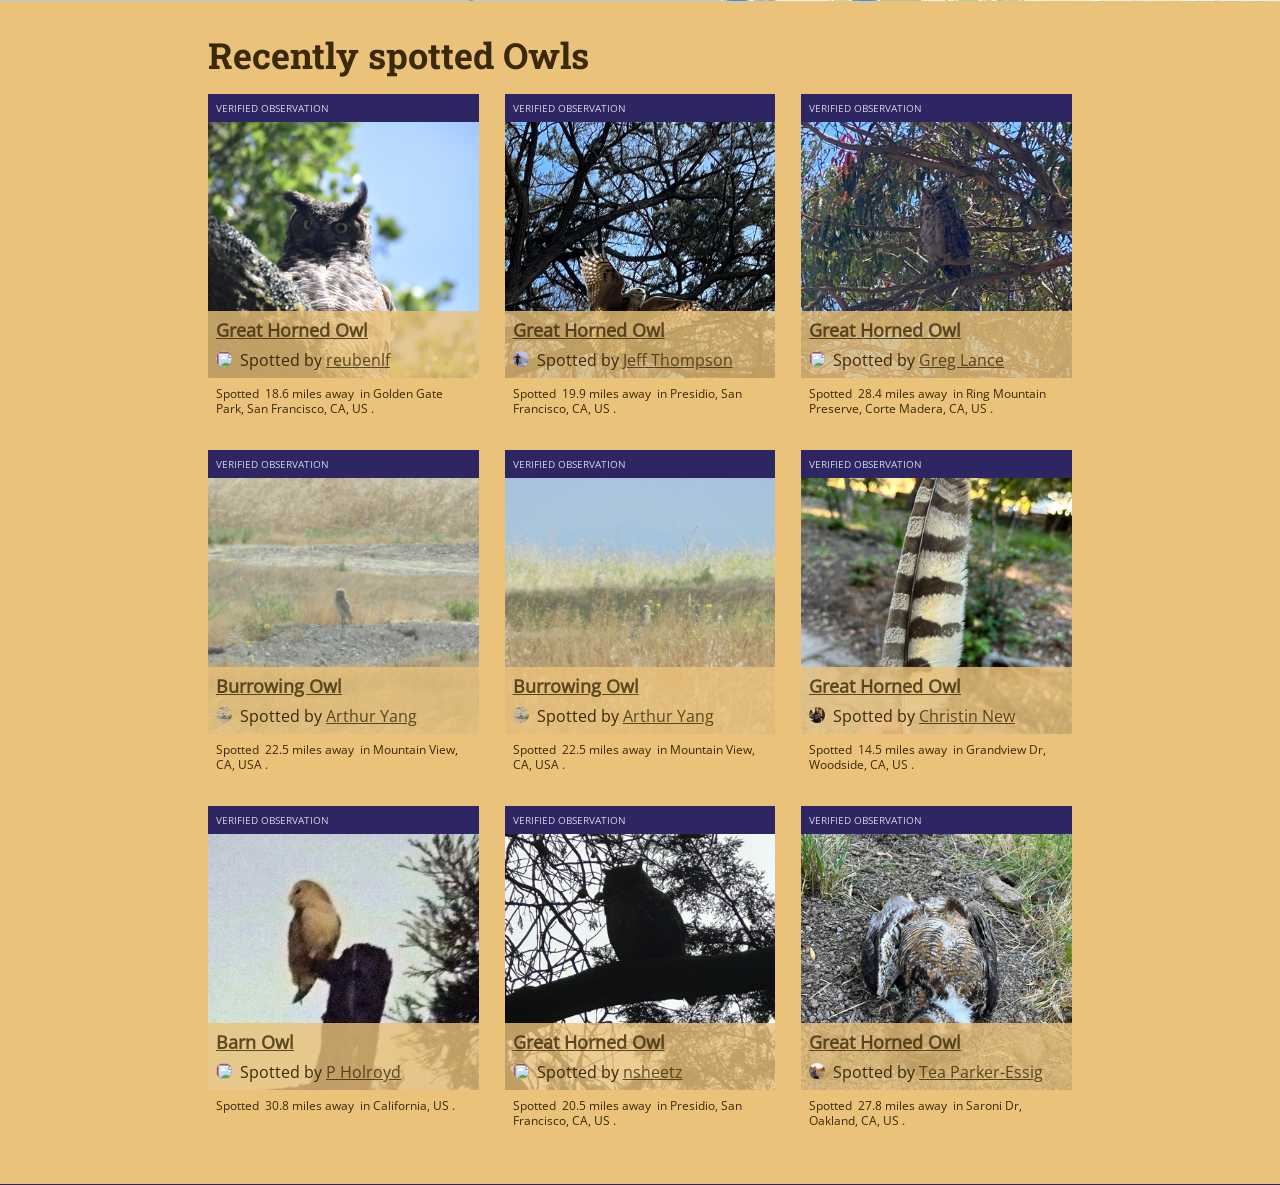 Recently spotted Owls
VERIFIED OBSERVATION
Great Horned Owl
Spotted by reubenlf
Spotted 18.6 miles away in Golden Gate
Park, San Francisco, CA, US .
VERIFIED OBSERVATION
Great Horned Owl
Spotted by Jeff Thompson
Spotted 19.9 miles away in Presidio, San
Francisco, CA, US .
VERIFIED OBSERVATION
Great Horned Owl
Spotted by Greg Lance
Spotted 28.4 miles away in Ring Mountain
Preserve, Corte Madera, CA, US .
VERIFIED OBSERVATION
Burrowing Owl
Spotted by Arthur Yang
Spotted 22.5 miles away in Mountain View,
CA, USA .
VERIFIED OBSERVATION
Burrowing Owl
Spotted by Arthur Yang
Spotted 22.5 miles away in Mountain View,
CA, USA .
VERIFIED OBSERVATION
Great Horned Owl
Spotted by Christin New
Spotted 14.5 miles away in Grandview Dr,
Woodside, CA, US .
VERIFIED OBSERVATION
Barn Owl
Spotted by P Holroyd
Spotted 30.8 miles away in California, US .
VERIFIED OBSERVATION
Great Horned Owl
Spotted by nsheetz
Spotted 20.5 miles away in Presidio, San
Francisco, CA, US .
VERIFIED OBSERVATION
Great Horned Owl
Spotted by Tea Parker-Essig
Spotted 27.8 miles away in Saroni Dr,
Oakland, CA, US .